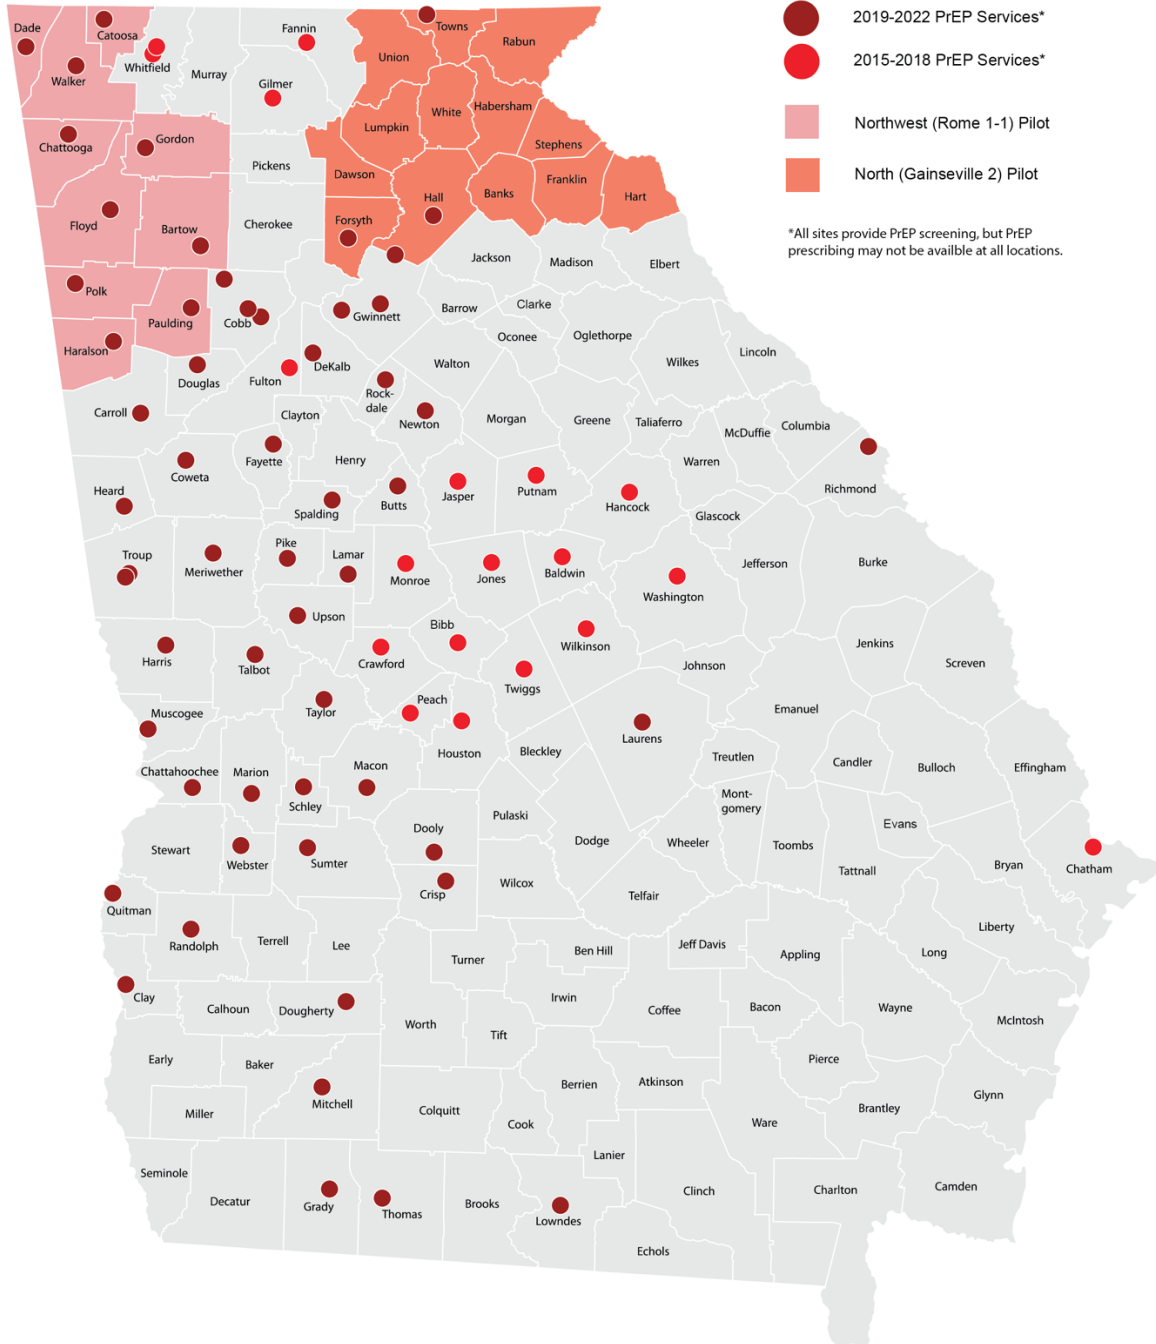 2019-2022 PrEP Services*
2015-2018 PrEP Services*
Northwest (Rome 1-1) Pilot
North (Gainseville 2) Pilot
*All sites provide PrEP screening, but PrEP
prescribing may not be availble at all locations.
Dade
Catoosa
Fannin
Towns
Rabun
Union
Whitfield
Murray
Walker
Gilmer
White
Habersham
Lumpkin
Chattooga
Gordon
Stephens
Pickens
Dawson
Franklin
Banks
Hart
Hall
Floyd
Bartow
Cherokee
Forsyth
Jackson
Madison
Elbert
Polk
Paulding
Cobb
Gwinnett
Barrow
Clarke
Oconee
Oglethorpe
Haralson
Lincoln
Wilkes
Walton
DeKalb
Douglas
Fulton
Rock-
dale
Carroll
Clayton
Newton
Morgan
Greene
Taliaferro
McDuffie
Columbia
Fayette
Henry
Warren
Coweta
Heard
Butts
Jasper
Putnam
Hancock
Richmond
Spalding
Glascock
Troup
Meriwether
Pike
Lamar
Monroe
Jones
Baldwin
Jefferson
Burke
Washington
Upson
Bibb
Wilkinson
Jenkins
Harris
Talbot
Crawford
Twiggs
Johnson
Screven
Muscogee
Taylor
Peach
Houston
Laurens
Emanuel
Bleckley
Treutlen
Candler
Bulloch
Effingham
Chattahoochee
Marion
Schley
Macon
Mont-
gomery
Pulaski
Dooly
Evans
Stewart
Webster
Sumter
Dodge
Wheeler
Toombs
Tattnall
Bryan
Chatham
Crisp
Wilcox
Telfair
Quitman
Randolph
Terrell
Lee
Turner
Ben Hill
Jeff Davis
Appling
Long
Liberty
Clay
Calhoun
Dougherty
Worth
Irwin
Coffee
Bacon
Wayne
McIntosh
Tift
Early
Baker
Pierce
Mitchell
Berrien
Atkinson
Glynn
Miller
Colquitt
Cook
Ware
Brantley
Lanier
Seminole
Decatur
Grady
Thomas
Brooks
Lowndes
Clinch
Charlton
Camden
Echols